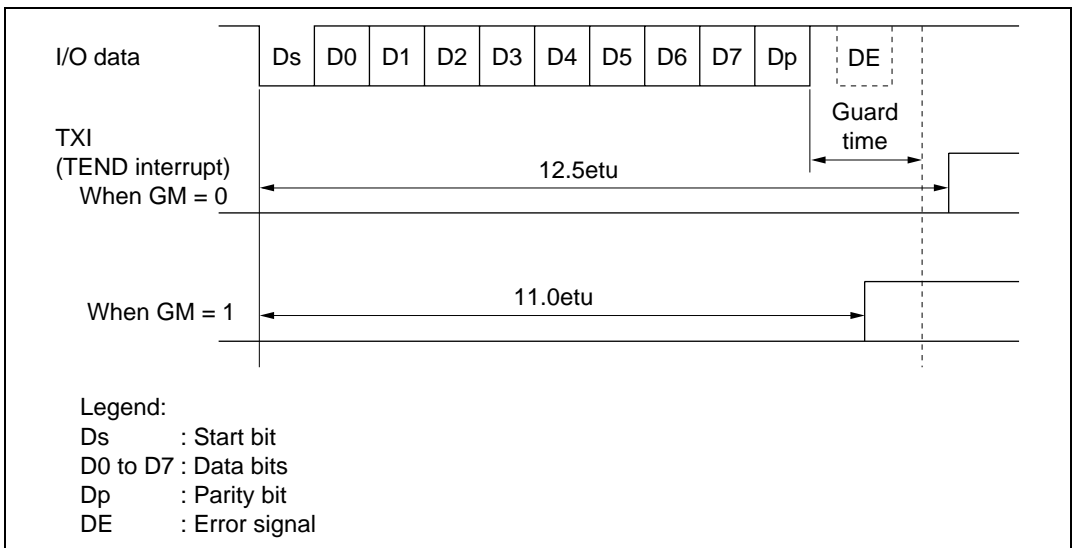 I/O data
Ds D0 D1 D2 D3 D4 D5 D6 D7 Dp DE
Guard
time
TXI
(TEND interrupt)
When GM = 0
12.5etu
When GM = 1
11.0etu
Legend:
Ds : Start bit
D0 to D7 : Data bits
Dp : Parity bit
DE : Error signal